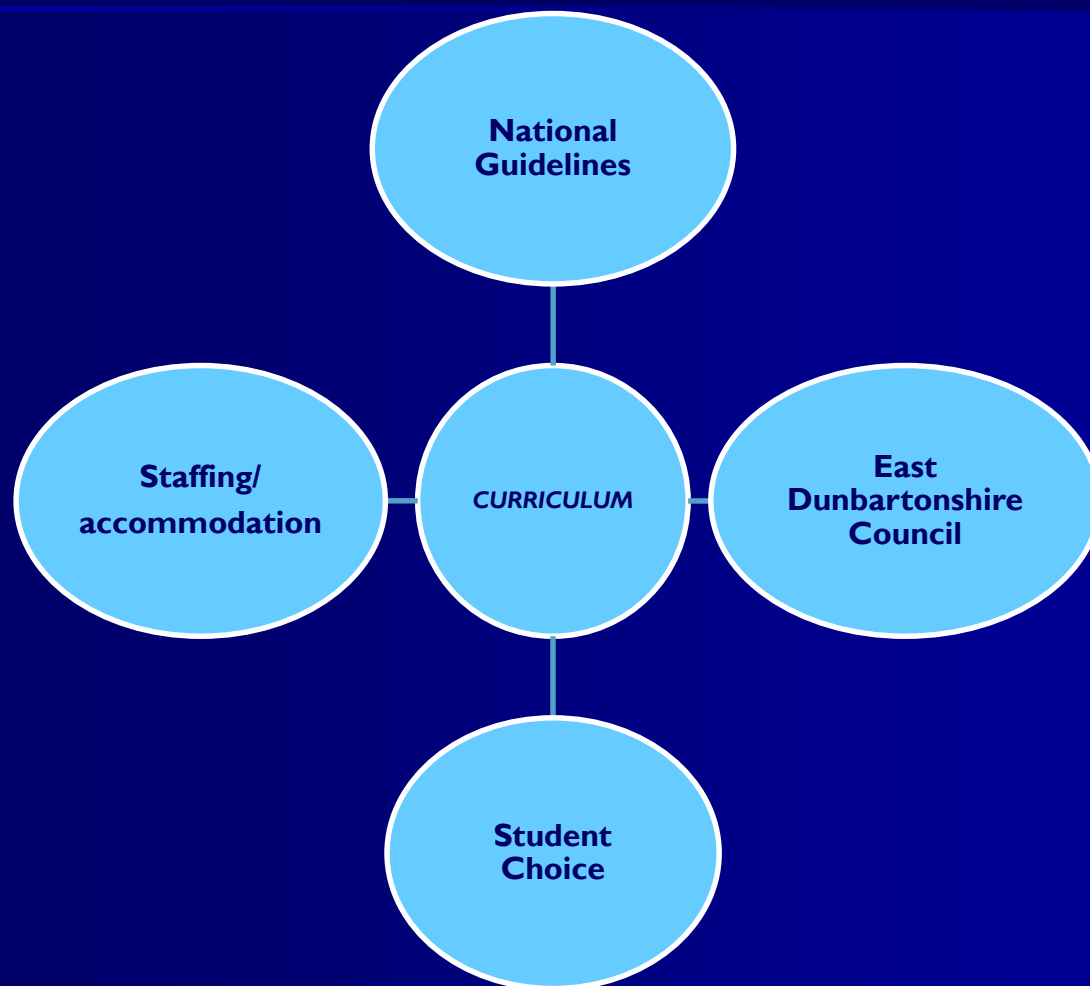 National
Guidelines
Staffing/
accommodation
CURRICULUM
East
Dunbartonshire
Council
Student
Choice